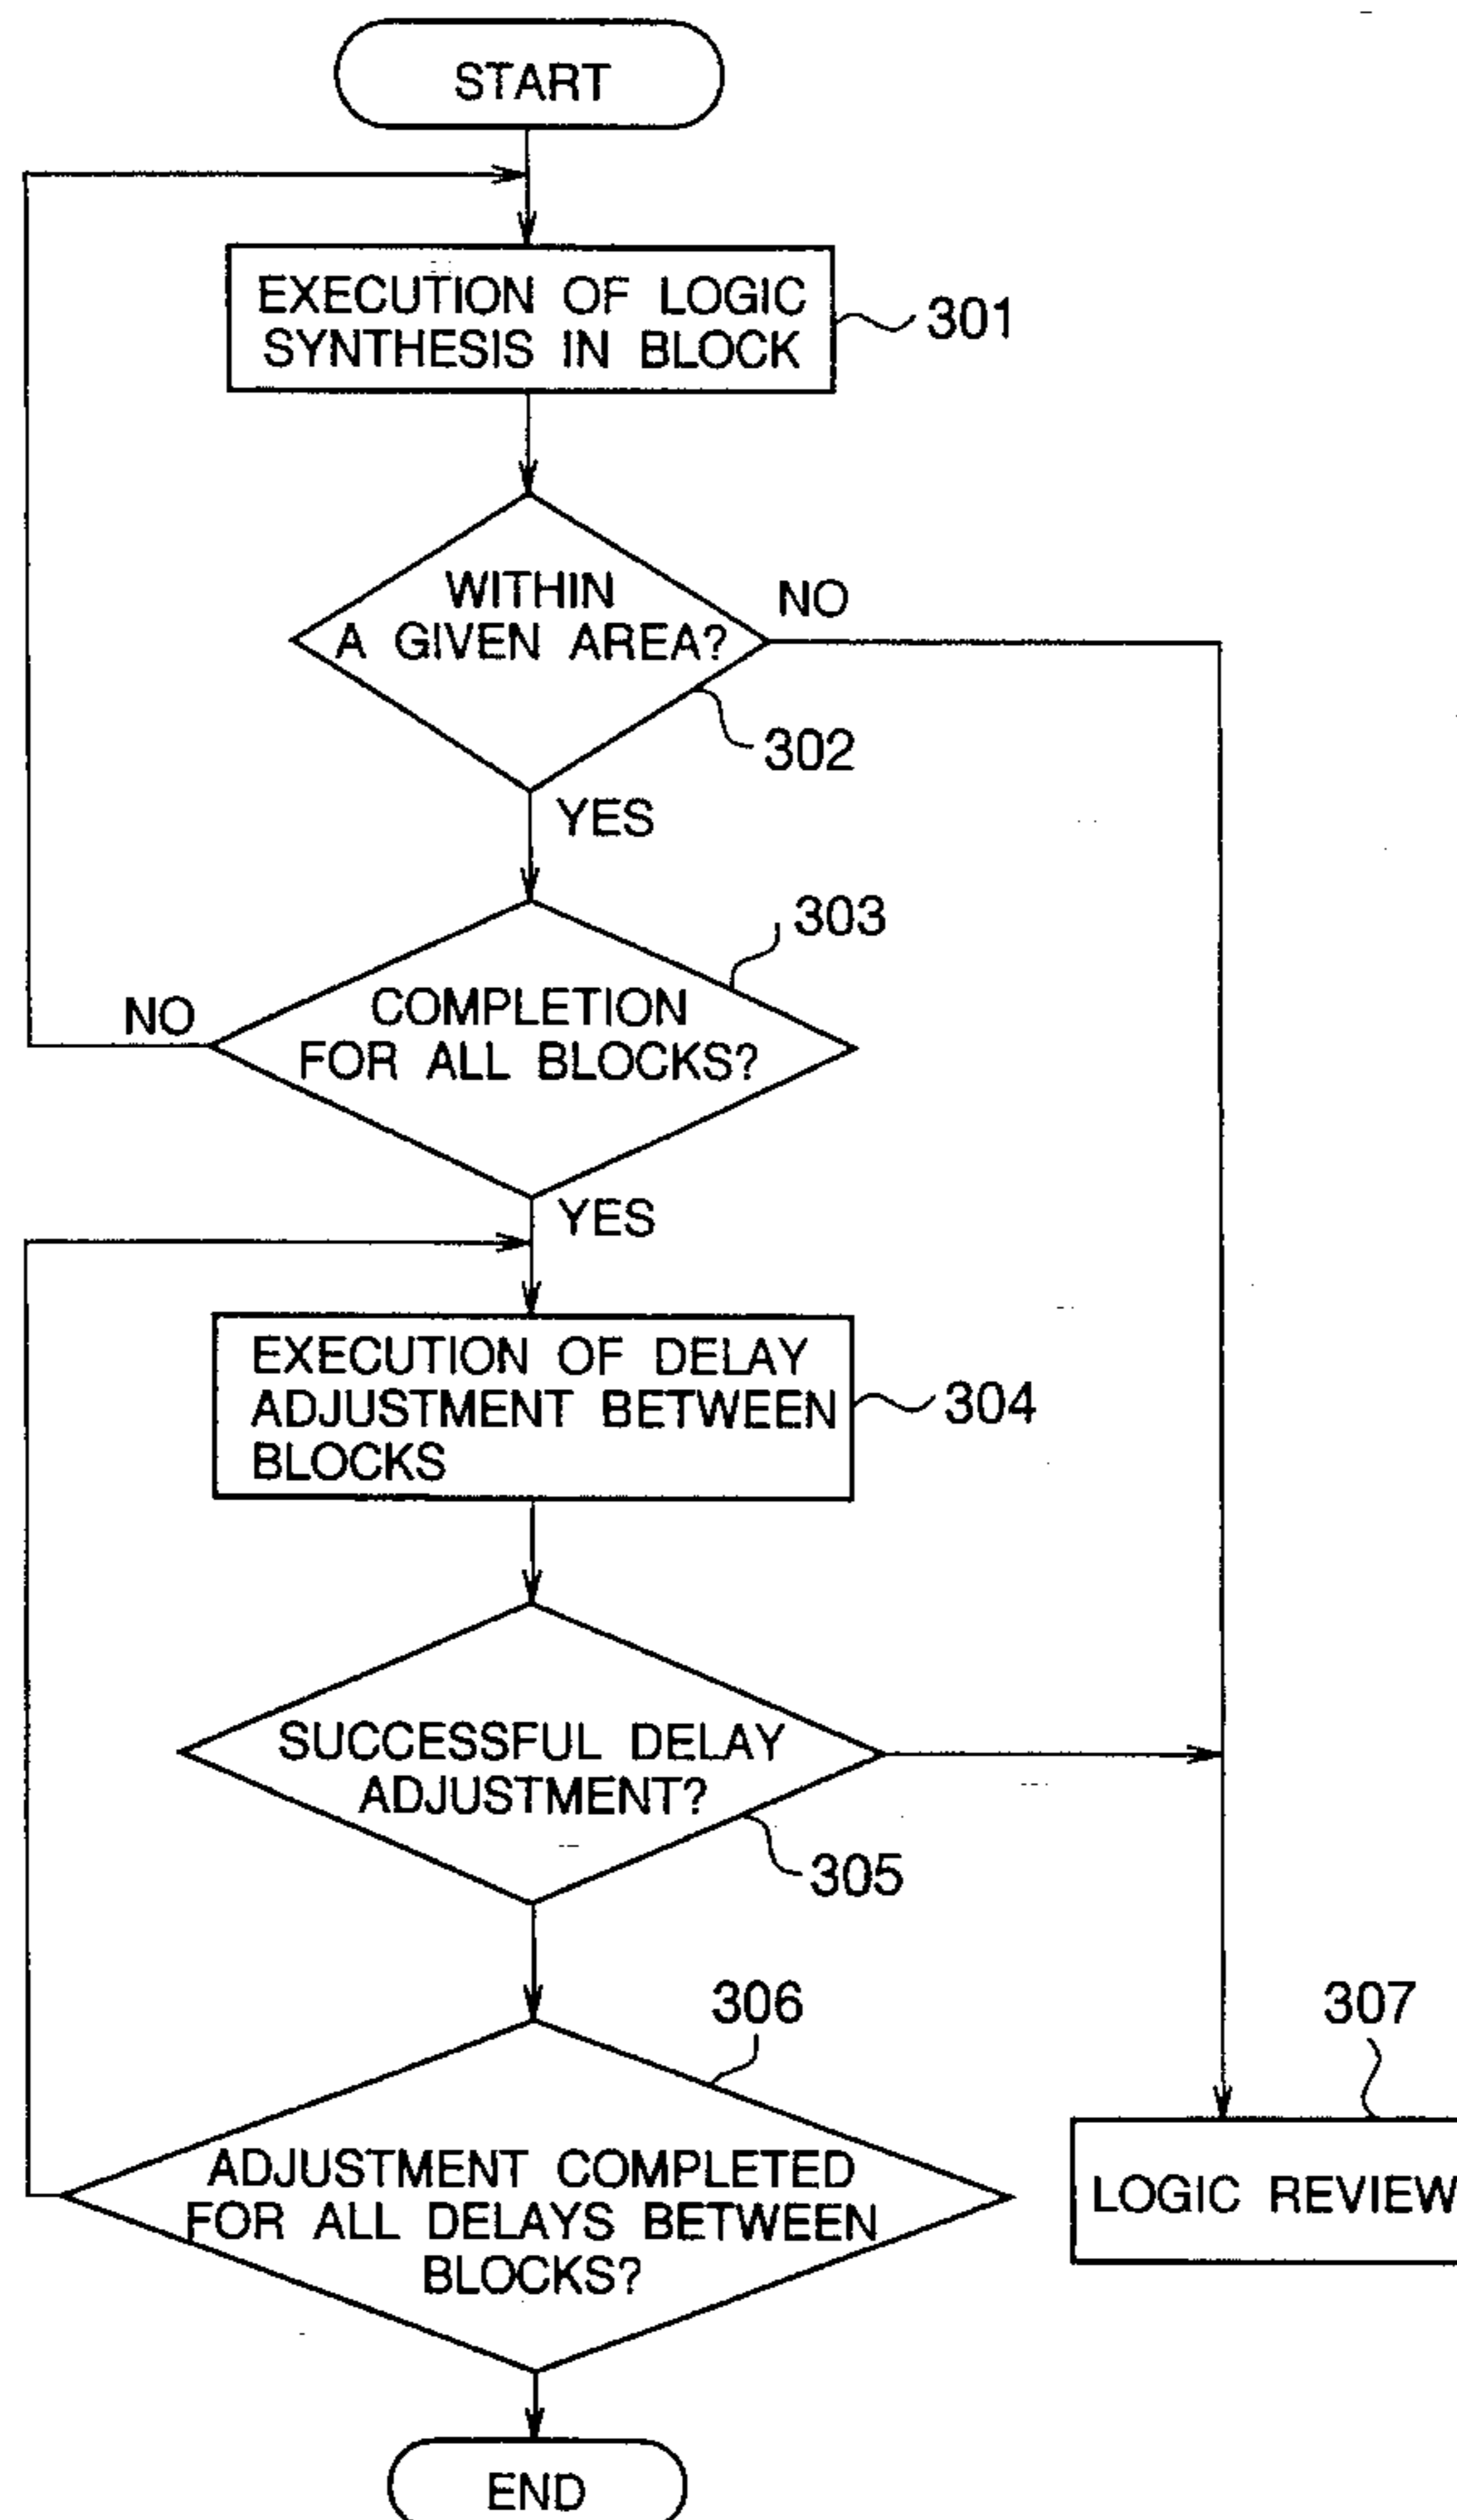 START
EXECUTION OF LOGIC
SYNTHESIS IN BLOCK
301
WITHIN
A GIVEN AREA?
NO
302
YES
303
COMPLETION
FOR ALL BLOCKS?
NO
YES
EXECUTION OF DELAY
ADJUSTMENT BETWEEN
BLOCKS
304
SUCCESSFUL DELAY
ADJUSTMENT?
305
306
307
ADJUSTMENT COMPLETED
FOR ALL DELAYS BETWEEN
BLOCKS?
LOGIC REVIEW
END